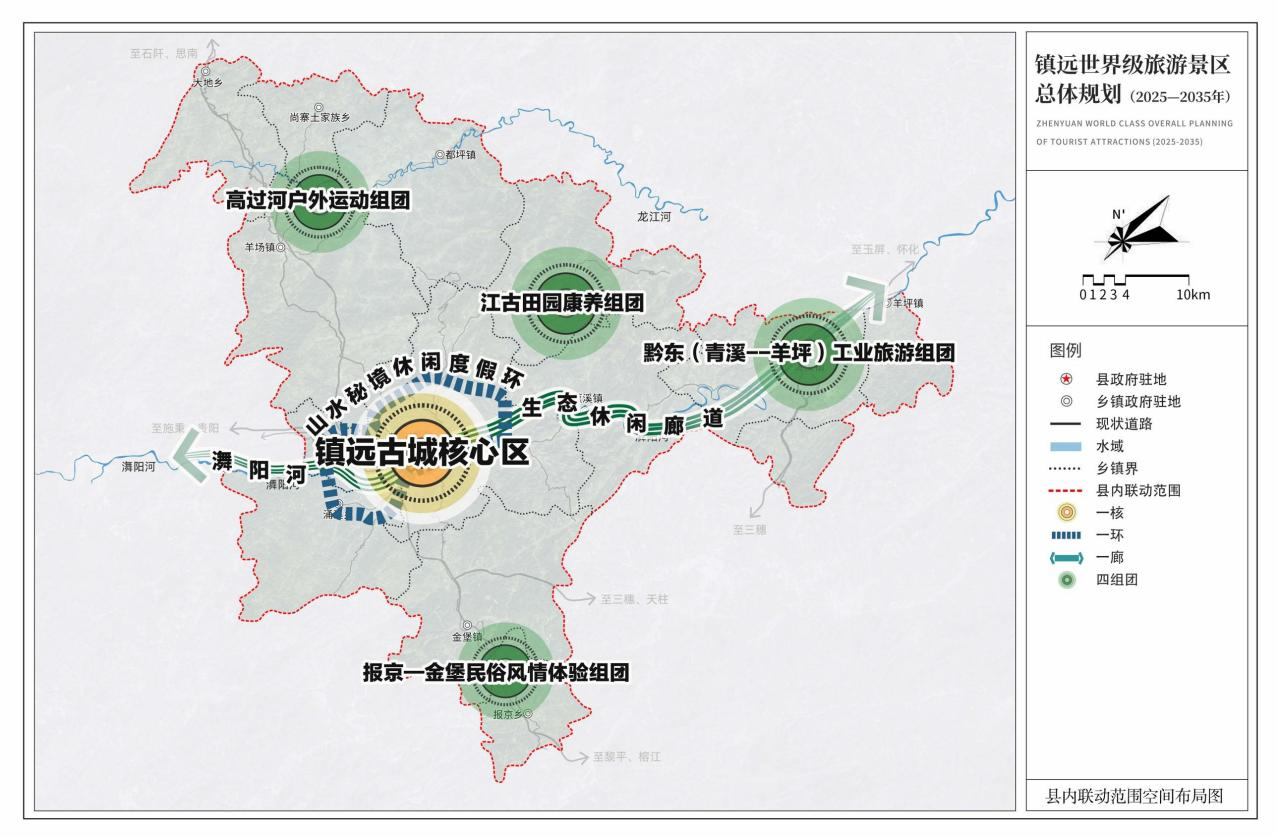 至石阡、思南
大地乡
尚寨土家族乡
都坪镇
高过河户外运动组团
龙江河
羊场镇
至玉屏、怀化
江古田园康养组团
羊坪镇
黔东（青溪——羊坪）工业旅游组团
山水秘境休闲度假环
溪镇
生态休闲廊道
至施秉、贵阳
镇远古城核心区
㵲阳河
㵲阳河
㵲阳河
至三穗
至三穗、天柱
金堡镇
报京—金堡民俗风情体验组团
报京乡
至黎平、榕江
镇远世界级旅游景区
总体规划（2025—2035年）
ZHENYUAN WORLD CLASS OVERALL PLANNING
OF TOURIST ATTRACTIONS (2025-2035)
N'
0 1 2 3 4 10km
图例
县政府驻地
乡镇政府驻地
现状道路
水域
乡镇界
县内联动范围
一核
一环
一廊
四组团
县内联动范围空间布局图